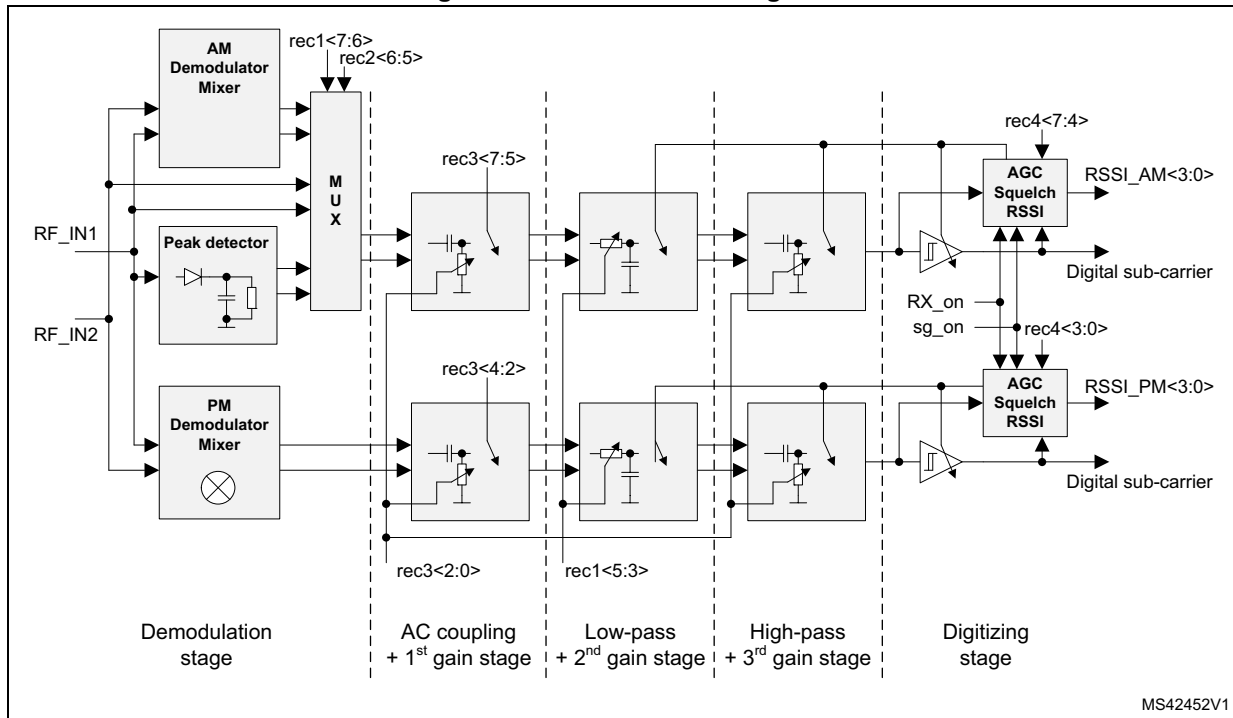 rec1<7:6>
rec2<6:5>
AM
Demodulator
Mixer
M
U
X
RF_IN1
Peak detector
RF_IN2
PM
Demodulator
Mixer
rec3<7:5>
rec3<4:2>
rec3<2:0>
rec1<5:3>
rec4<7:4>
AGC
Squelch
RSSI
RSSI_AM<3:0>
Digital sub-carrier
RX_on
sg_on
rec4<3:0>
AGC
Squelch
RSSI
RSSI_PM<3:0>
Digital sub-carrier
Demodulation
stage
AC coupling
+ 1st gain stage
Low-pass
+ 2nd gain stage
High-pass
+ 3rd gain stage
Digitizing
stage
MS42452V1